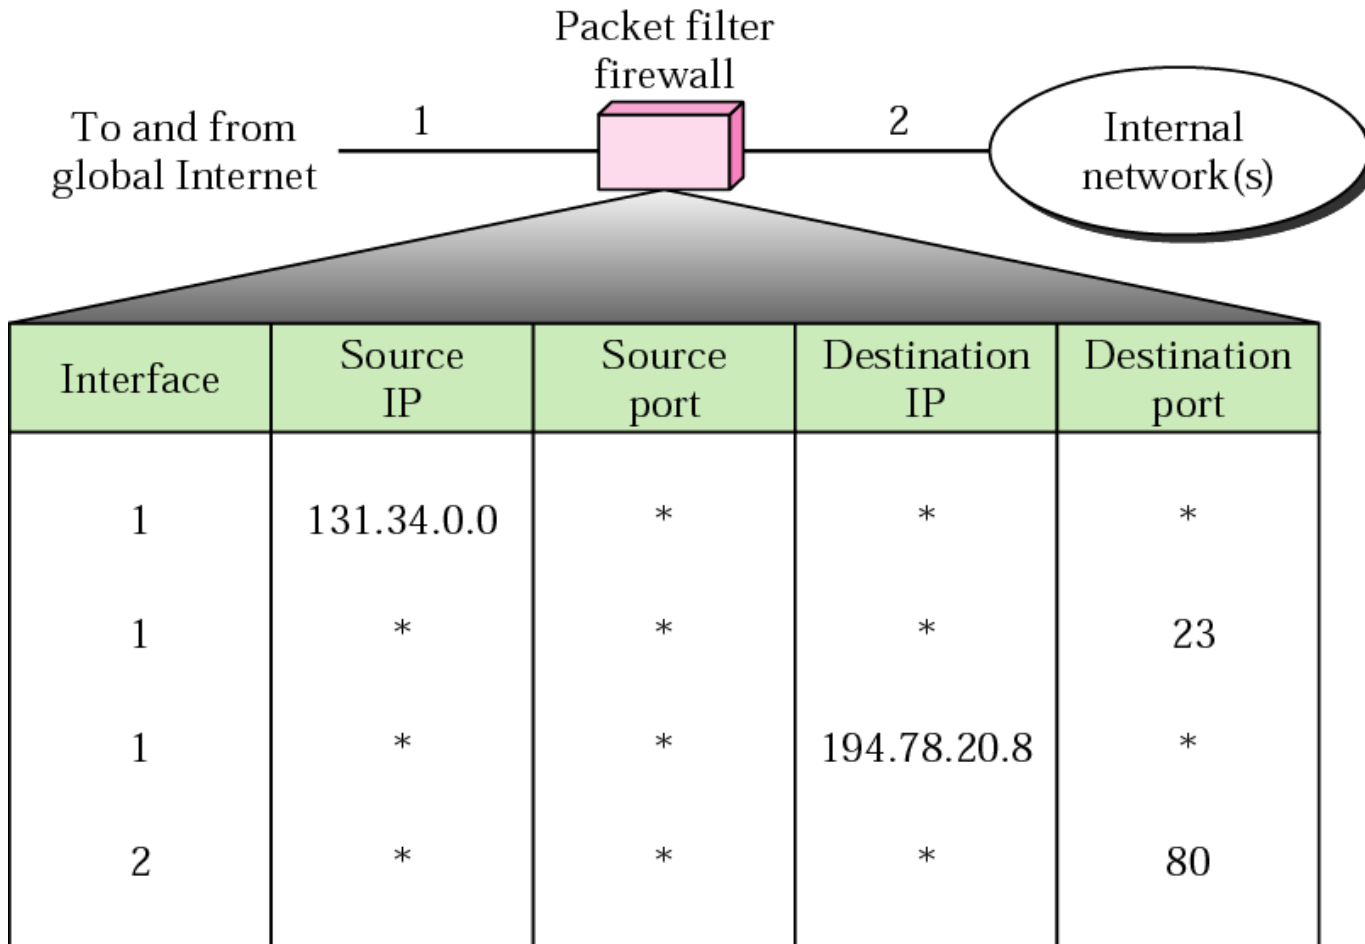 Packet filter
firewall
To and from
global Internet
1
2
Internal
network(s)
Interface
Source
IP
Source
port
Destination
IP
Destination
port
1 131.34.0.0 * * *
1 * * * 23
1 * * 194.78.20.8 *
2 * * * 80